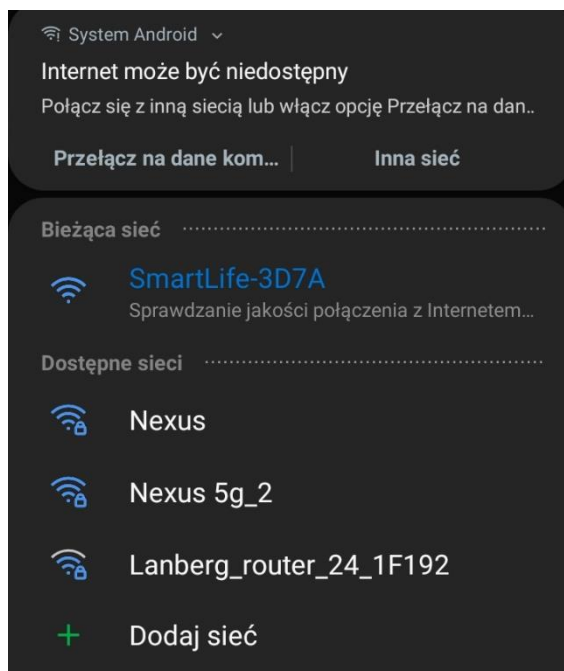 System Android
Internet może być niedostępny
Połącz się z inną siecią lub włącz opcję Przełącz na dan..
Przełącz na dane kom... Inna sieć
Bieżąca sieć
SmartLife-3D7A
Sprawdzanie jakości połączenia z Internetem...
Dostępne sieci
Nexus
Nexus 5g_2
Lanberg_router_24_1F192
Dodaj sieć